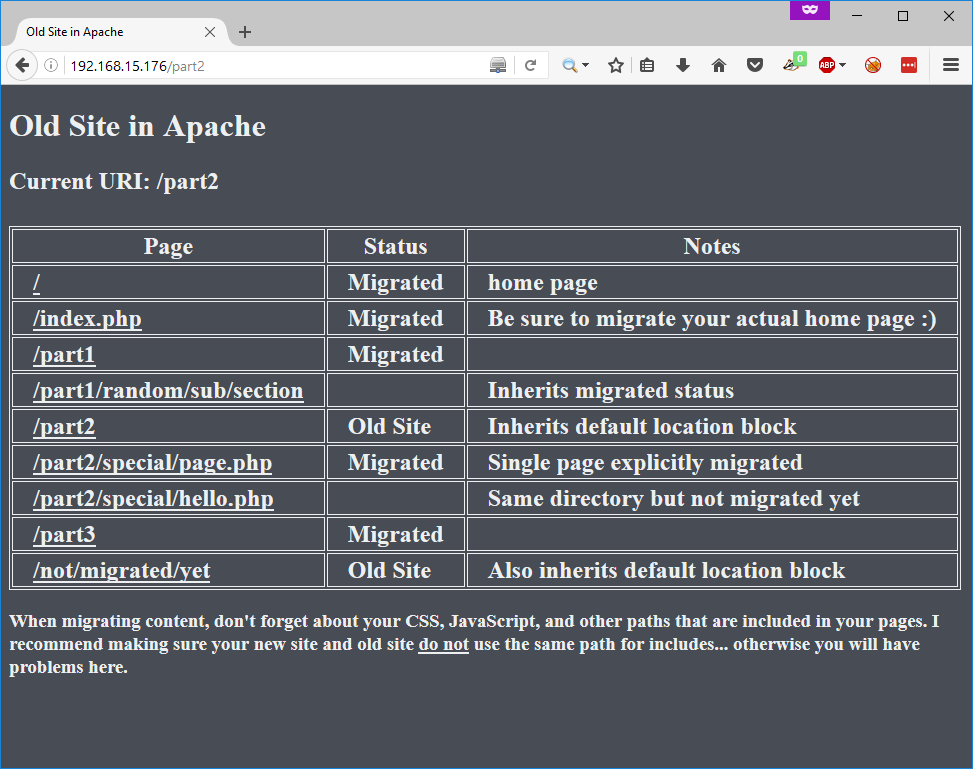 Old Site in Apache
192.168.15.176/part2
0
ABP
Old Site in Apache
Current URI: /part2
Page Status Notes
/ Migrated home page
/index.php Migrated Be sure to migrate your actual home page :)
/part1 Migrated
/part1/random/sub/section Inherits migrated status
/part2 Old Site Inherits default location block
/part2/special/page.php Migrated Single page explicitly migrated
/part2/special/hello.php Same directory but not migrated yet
/part3 Migrated
/not/migrated/yet Old Site Also inherits default location block
When migrating content, don't forget about your CSS, JavaScript, and other paths that are included in your pages. I
recommend making sure your new site and old site do not use the same path for includes... otherwise you will have
problems here.